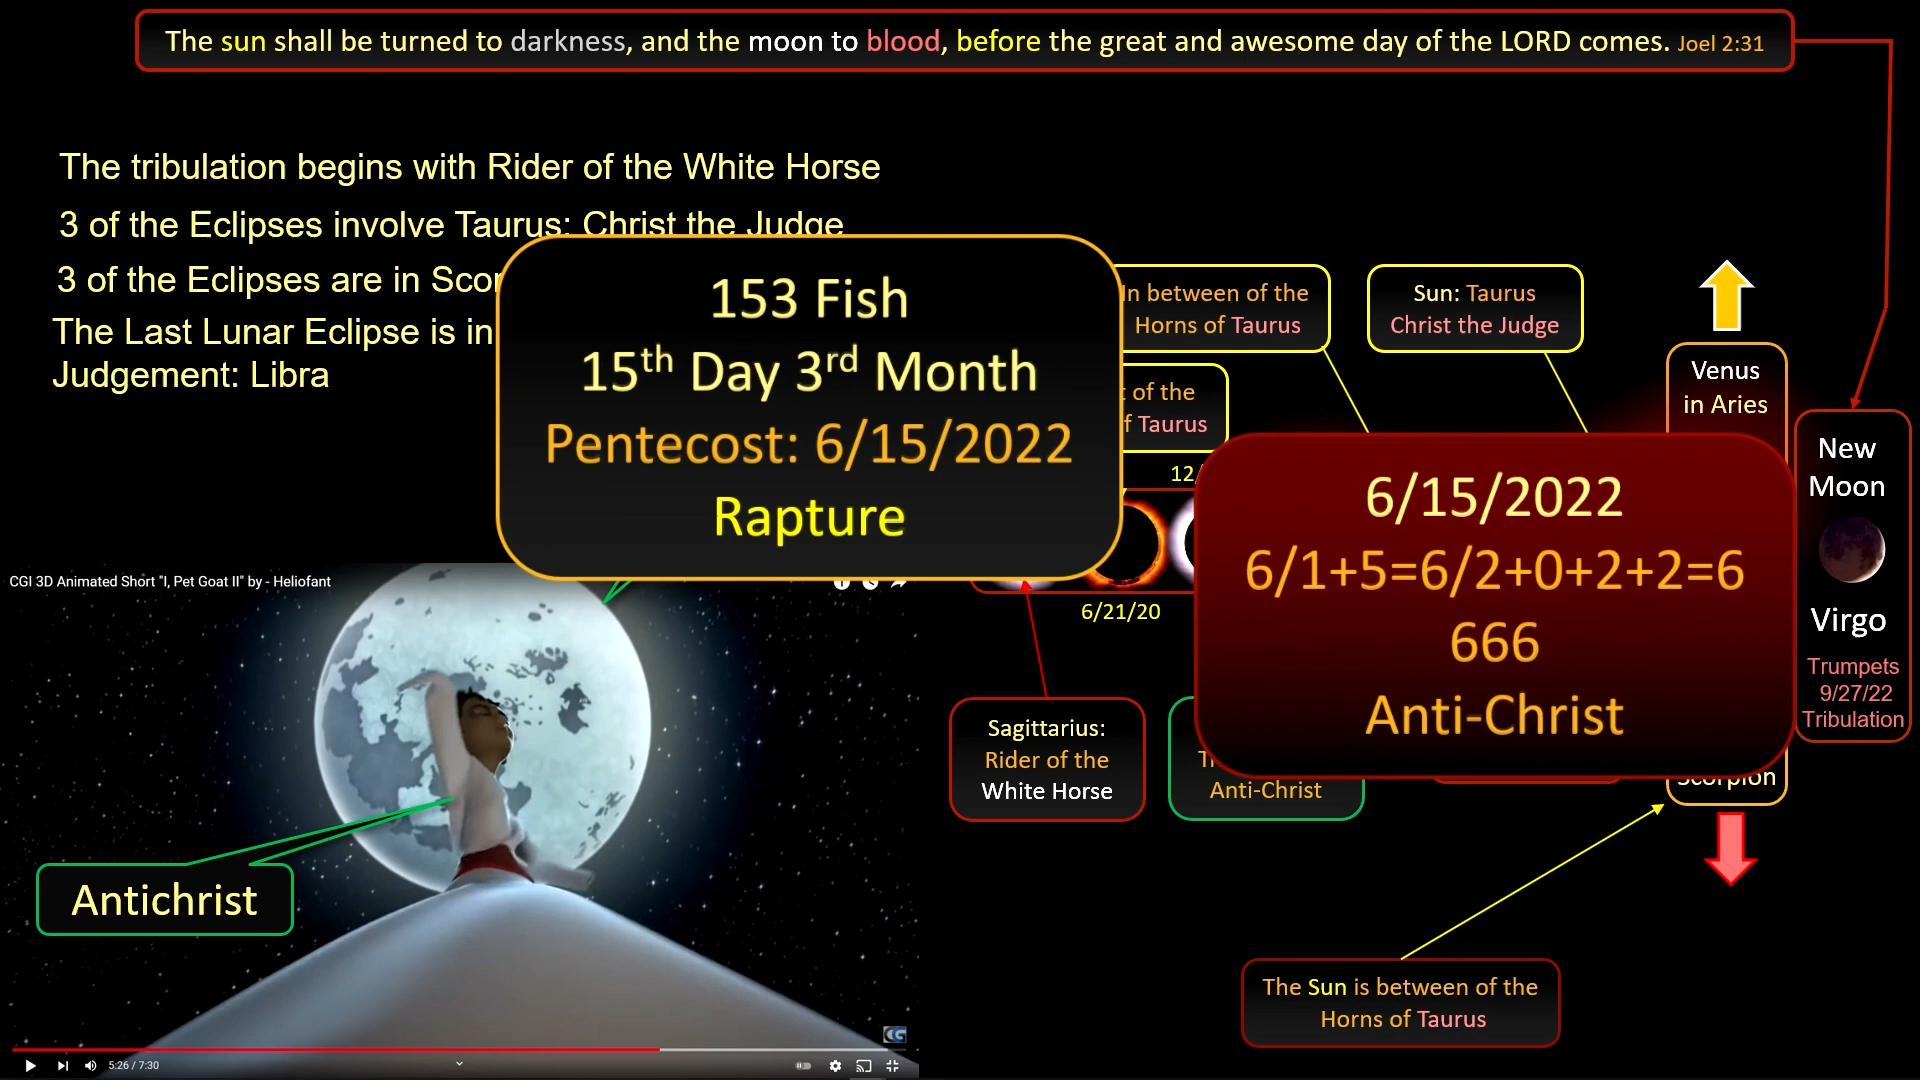 The sun shall be turned to darkness, and the moon to blood, before the great and awesome day of the LORD comes. Joel 2:31
The tribulation begins with Rider of the White Horse
3 of the Eclipses involve Taurus: Christ the Judge
3 of the Eclipses are in
The Last Lunar Eclipse is in
Judgement: Libra
153 Fish
15th Day 3rd Month
Pentecost: 6/15/2022
Rapture
In between of the
Horns of Taurus
of the
Taurus
Sun: Taurus
Christ the Judge
Venus
in Aries
6/15/2022
6/1+5=6/2+0+2+2=6
666
Anti-Christ
New
Moon
Virgo
Trumpets
9/27/22
Tribulation
6/21/20
Sagittarius:
Rider of the
White Horse
Anti-Christ
Scorpion
The Sun is between of the
Horns of Taurus
CGI 3D Animated Short "I, Pet Goat II" by - Heliofant
Antichrist
CG
5:26 / 7:30